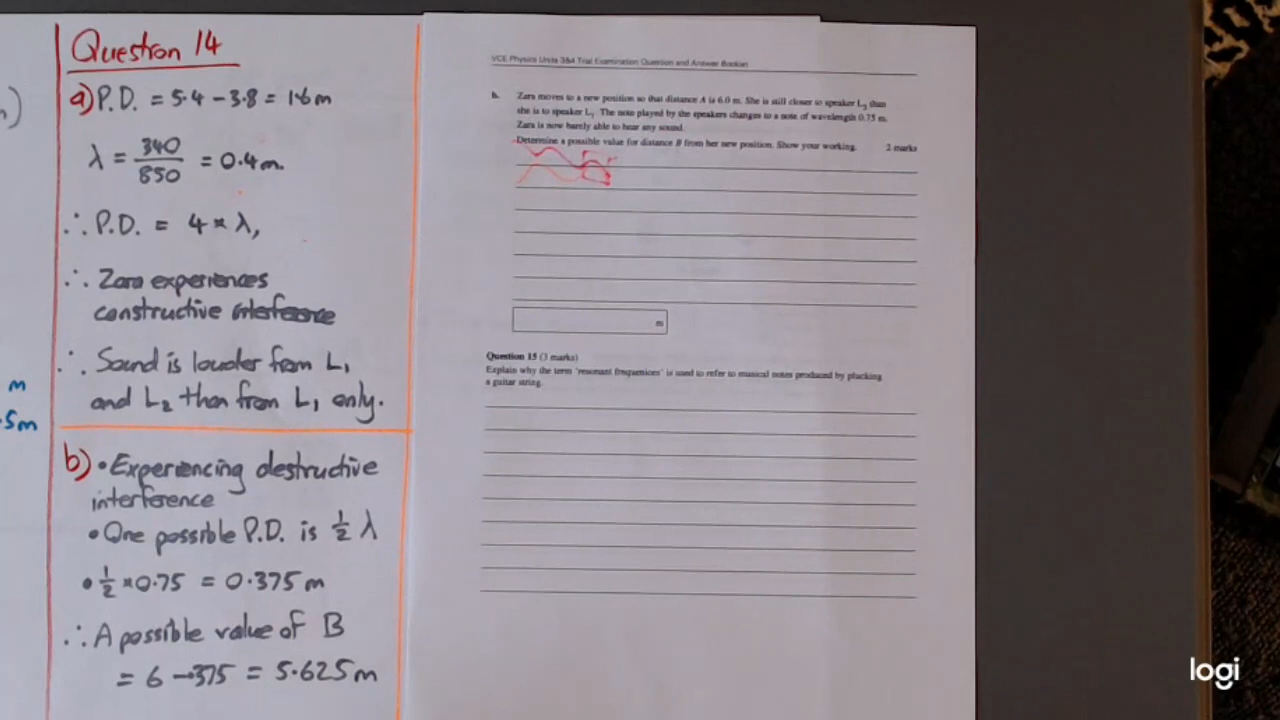 Question 14
a) P.D. = 5.4 - 3.8 = 1.6 m
λ = 340/850 = 0.4 m.
∴ P.D. = 4 × λ,
∴ Zara experiences
constructive interference
∴ Sound is louder from L₁
and L₂ than from L₁ only.
b) • Experiencing destructive
interference
• One possible P.D. is ½ λ
• ½ × 0.75 = 0.375 m
∴ A possible value of B
= 6 - .375 = 5.625 m
m
.5m
VCE Physics Units 3&4 Trial Examination Question and Answer Booklet
b. Zara moves to a new position so that distance A is 6.0 m. She is still closer to speaker L₂ than
she is to speaker L₁. The note played by the speakers changes to a note of wavelength 0.75 m.
Zara is now barely able to hear any sound.
Determine a possible value for distance B from her new position. Show your working. 2 marks
m
Question 15 (3 marks)
Explain why the term 'resonant frequencies' is used to refer to musical notes produced by plucking
a guitar string.
logi